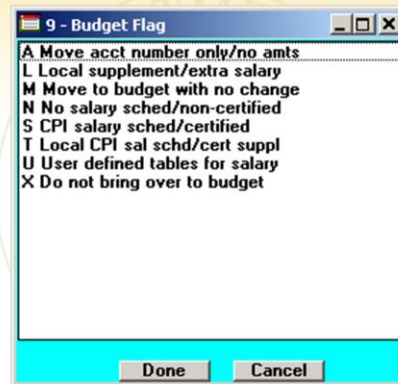 9 - Budget Flag
A Move acct number only/no amts
L Local supplement/extra salary
M Move to budget with no change
N No salary sched/non-certified
S CPI salary sched/certified
T Local CPI sal schd/cert suppl
U User defined tables for salary
X Do not bring over to budget
Done Cancel